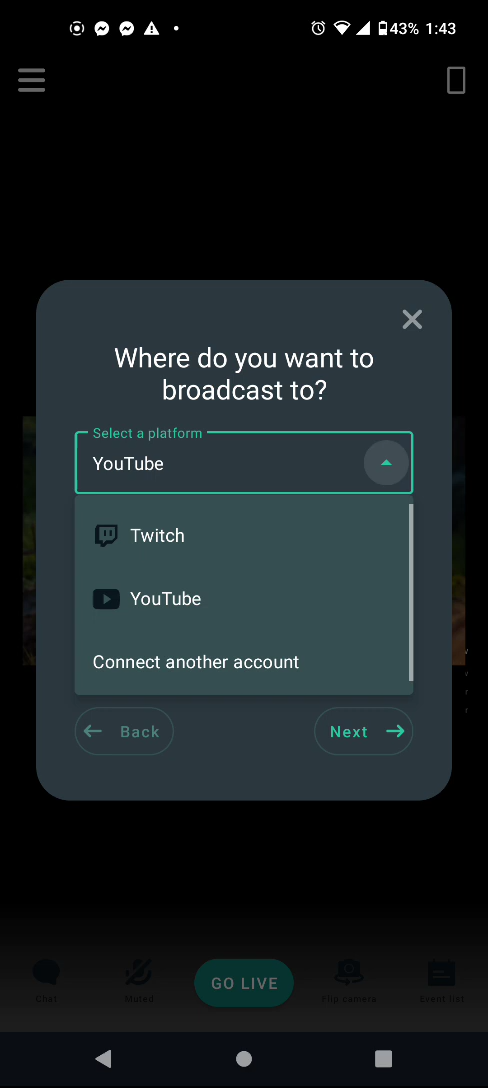 43% 1:43
Where do you want to
broadcast to?
Select a platform
YouTube
Twitch
YouTube
Connect another account
Back
Next
Chat
Muted
GO LIVE
Flip camera
Event list